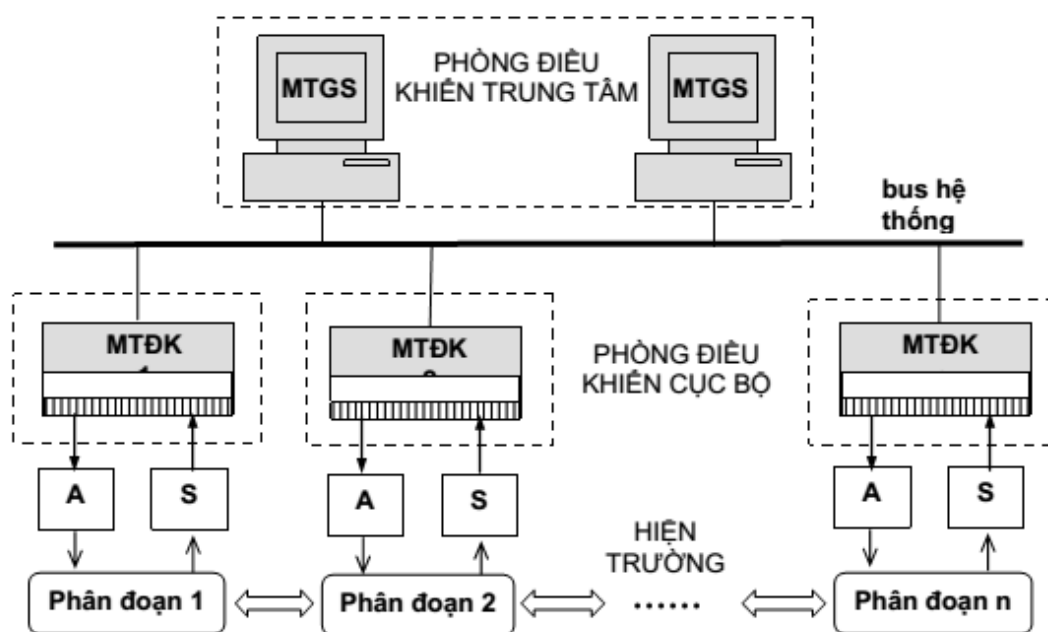 MTGS
PHÒNG ĐIỀU
KHIỂN TRUNG TÂM
MTGS
bus hệ
thống
MTĐK
MTĐK
PHÒNG ĐIỀU
KHIỂN CỤC BỘ
MTĐK
A
S
A
S
HIỆN
TRƯỜNG
A
S
Phân đoạn 1
Phân đoạn 2
......
Phân đoạn n